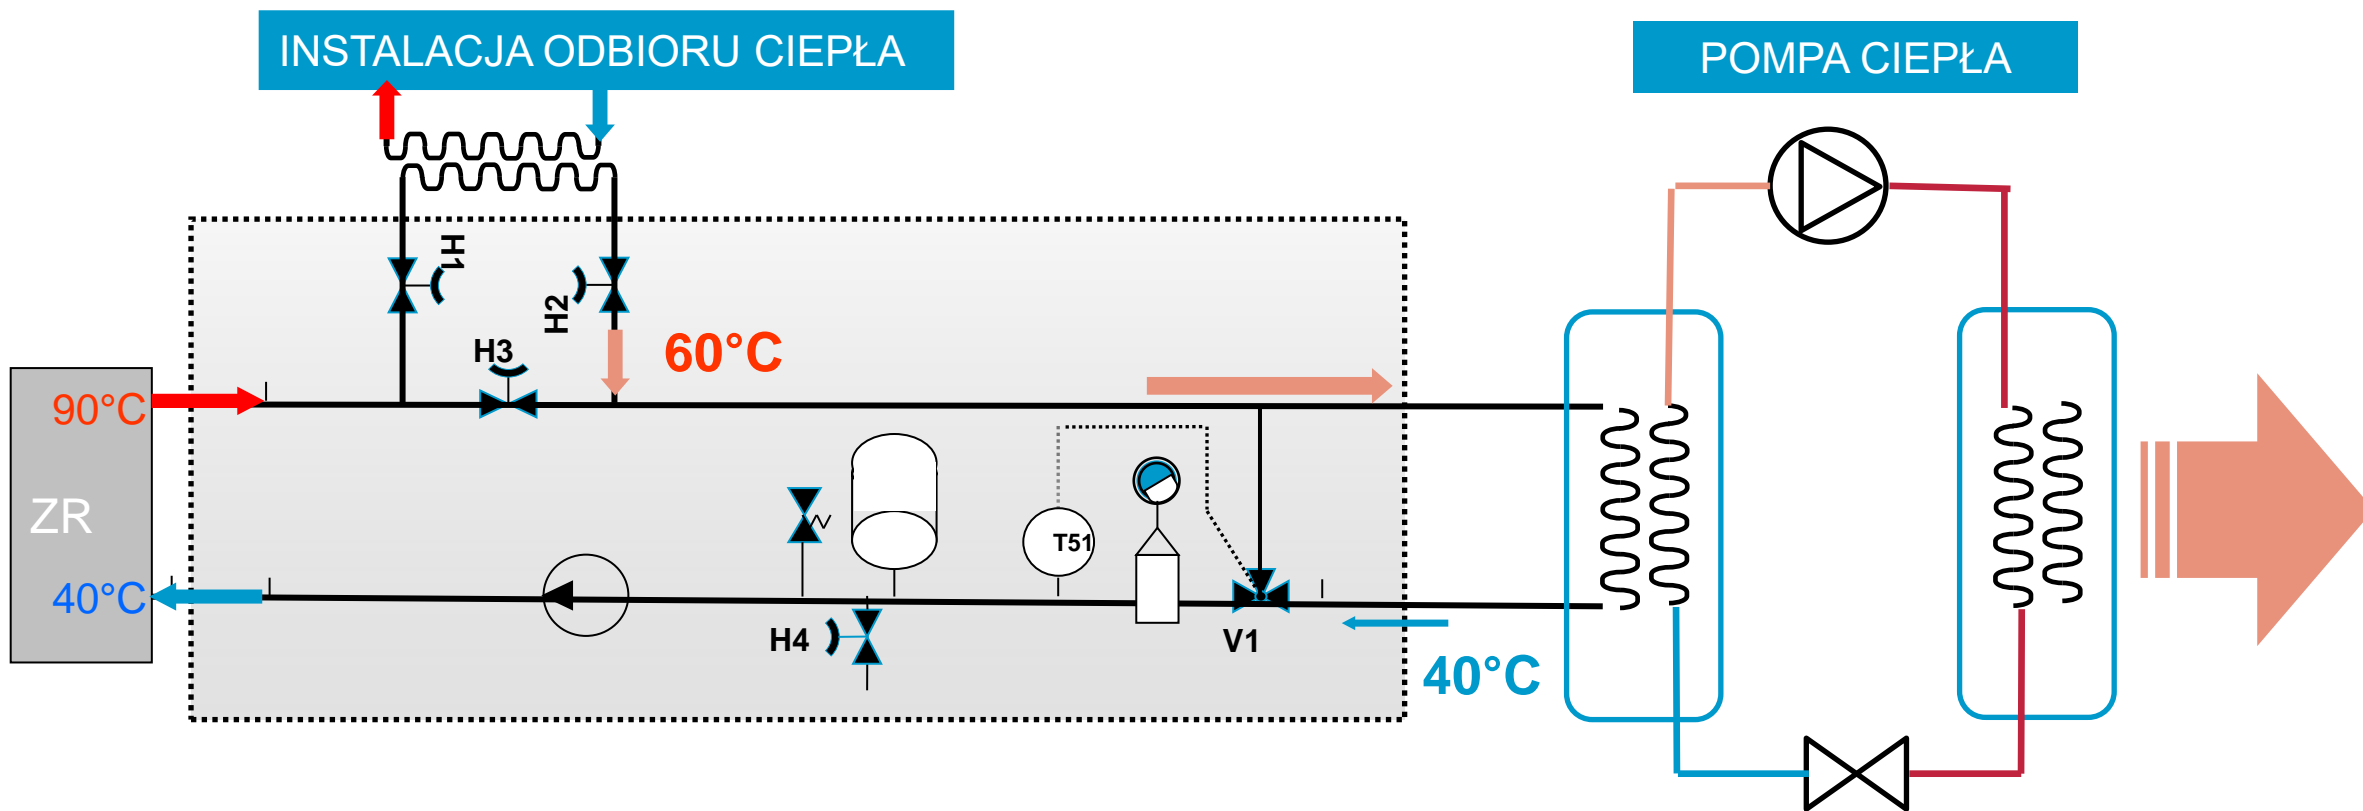 INSTALACJA ODBIORU CIEPŁA
POMPA CIEPŁA
H1
H2
H3
60°C
90°C
ZR
T51
40°C
H4
V1
40°C